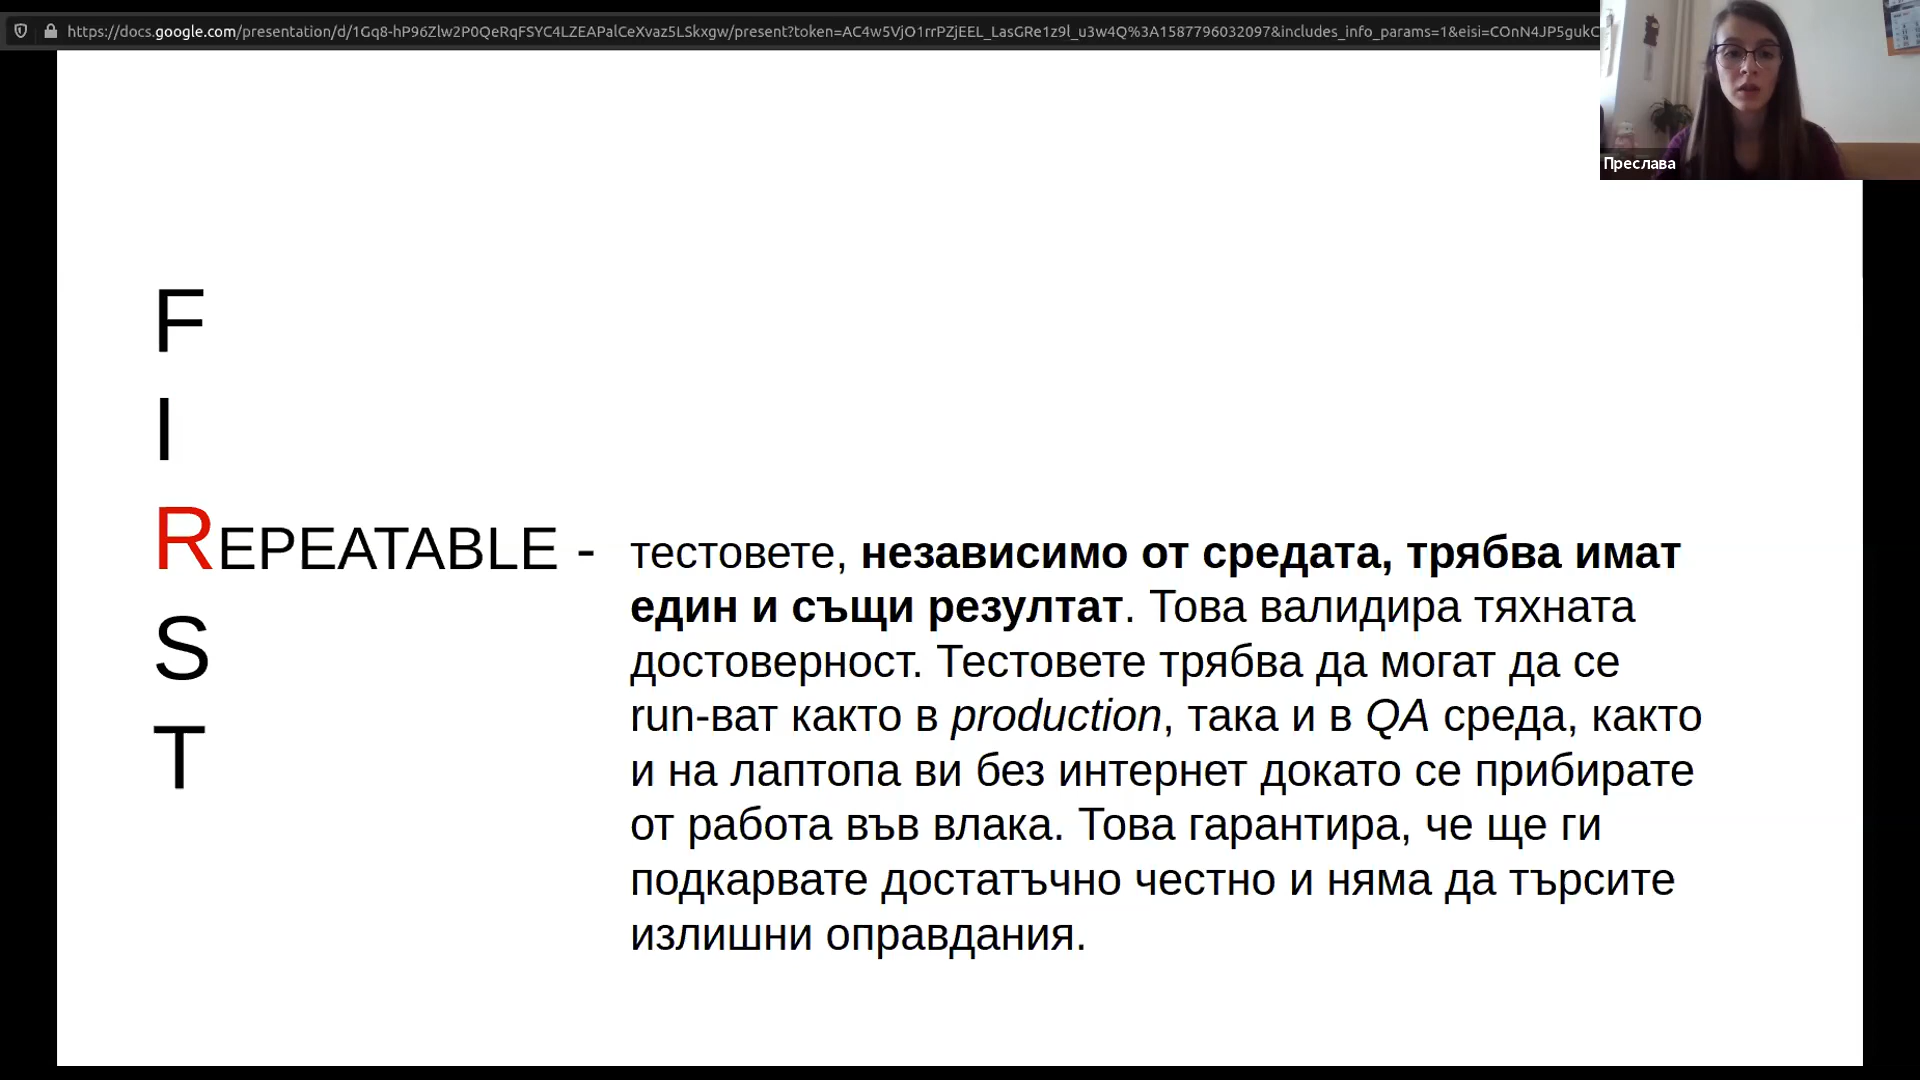 https://docs.google.com/presentation/d/1Gq8-hP96Zlw2P0QeRqFSYC4LZEAPalCeXvaz5LSkxgw/present?token=AC4w5VjO1rrPZjEEL_LasGRe1z9l_u3w4Q%3A1587796032097&includes_info_params=1&eisi=COnN4JP5gukC
Преслава
F
I
REPEATABLE - тестовете, независимо от средата, трябва имат
един и същи резултат. Това валидира тяхната
S
достоверност. Тестовете трябва да могат да се
run-ват както в production, така и в QA среда, както
T
и на лаптопа ви без интернет докато се прибирате
от работа във влака. Това гарантира, че ще ги
подкарвате достатъчно честно и няма да търсите
излишни оправдания.